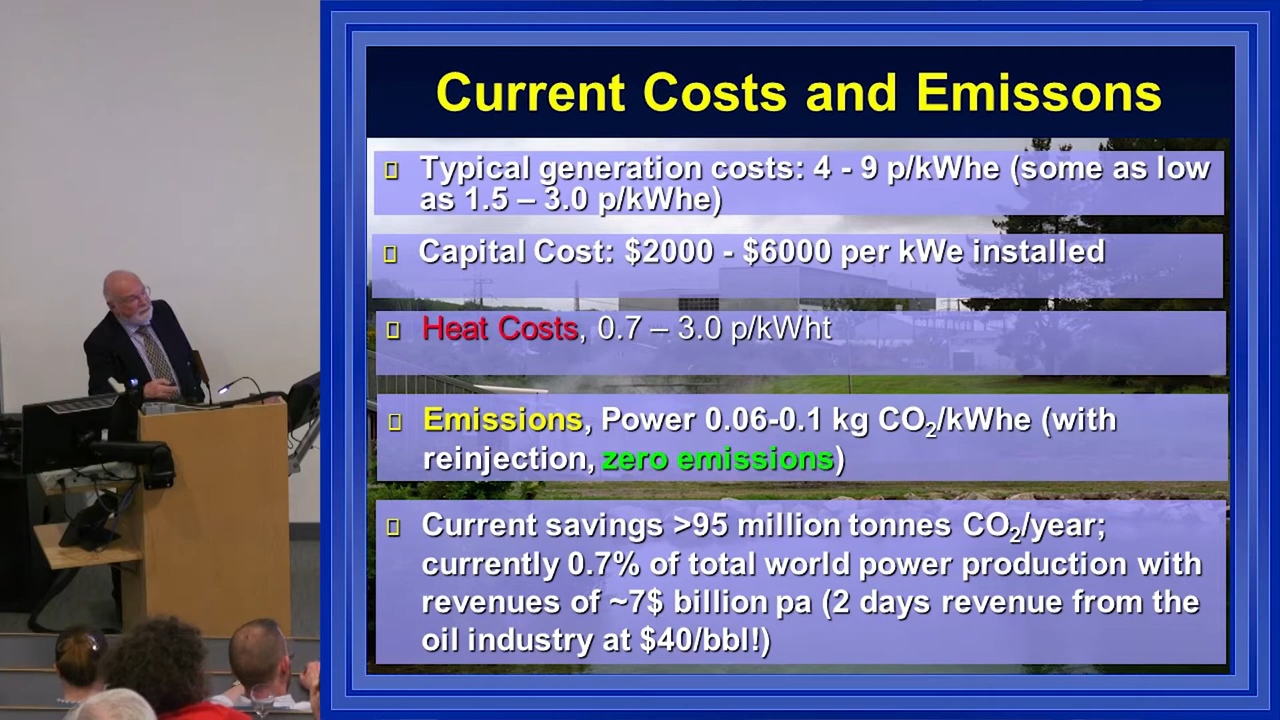 Current Costs and Emissons
Typical generation costs: 4 - 9 p/kWhe (some as low
as 1.5 – 3.0 p/kWhe)
Capital Cost: $2000 - $6000 per kWe installed
Heat Costs, 0.7 – 3.0 p/kWht
Emissions, Power 0.06-0.1 kg CO₂/kWhe (with
reinjection, zero emissions)
Current savings >95 million tonnes CO₂/year;
currently 0.7% of total world power production with
revenues of ~7$ billion pa (2 days revenue from the
oil industry at $40/bbl!)